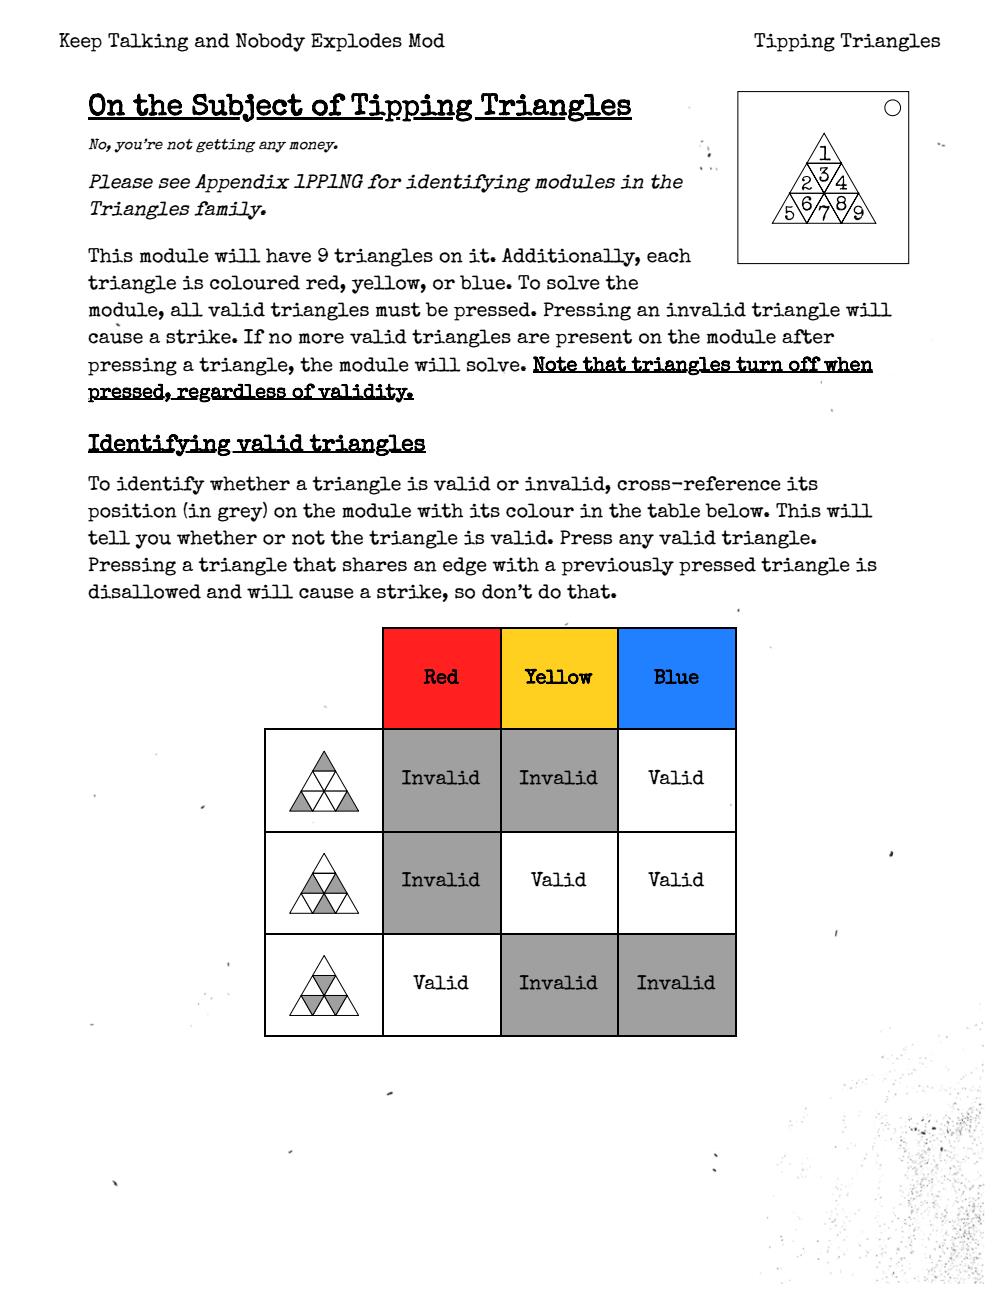 Keep Talking and Nobody Explodes Mod
Tipping Triangles
On the Subject of Tipping Triangles
No, you're not getting any money.
Please see Appendix 1PP1NG for identifying modules in the
Triangles family.
1
2 3 4
5 6 7 8 9
This module will have 9 triangles on it. Additionally, each
triangle is coloured red, yellow, or blue. To solve the
module, all valid triangles must be pressed. Pressing an invalid triangle will
cause a strike. If no more valid triangles are present on the module after
pressing a triangle, the module will solve. Note that triangles turn off when
pressed, regardless of validity.
Identifying valid triangles
To identify whether a triangle is valid or invalid, cross-reference its
position (in grey) on the module with its colour in the table below. This will
tell you whether or not the triangle is valid. Press any valid triangle.
Pressing a triangle that shares an edge with a previously pressed triangle is
disallowed and will cause a strike, so don't do that.
Red Yellow Blue
Invalid Invalid Valid
Invalid Valid Valid
Valid Invalid Invalid